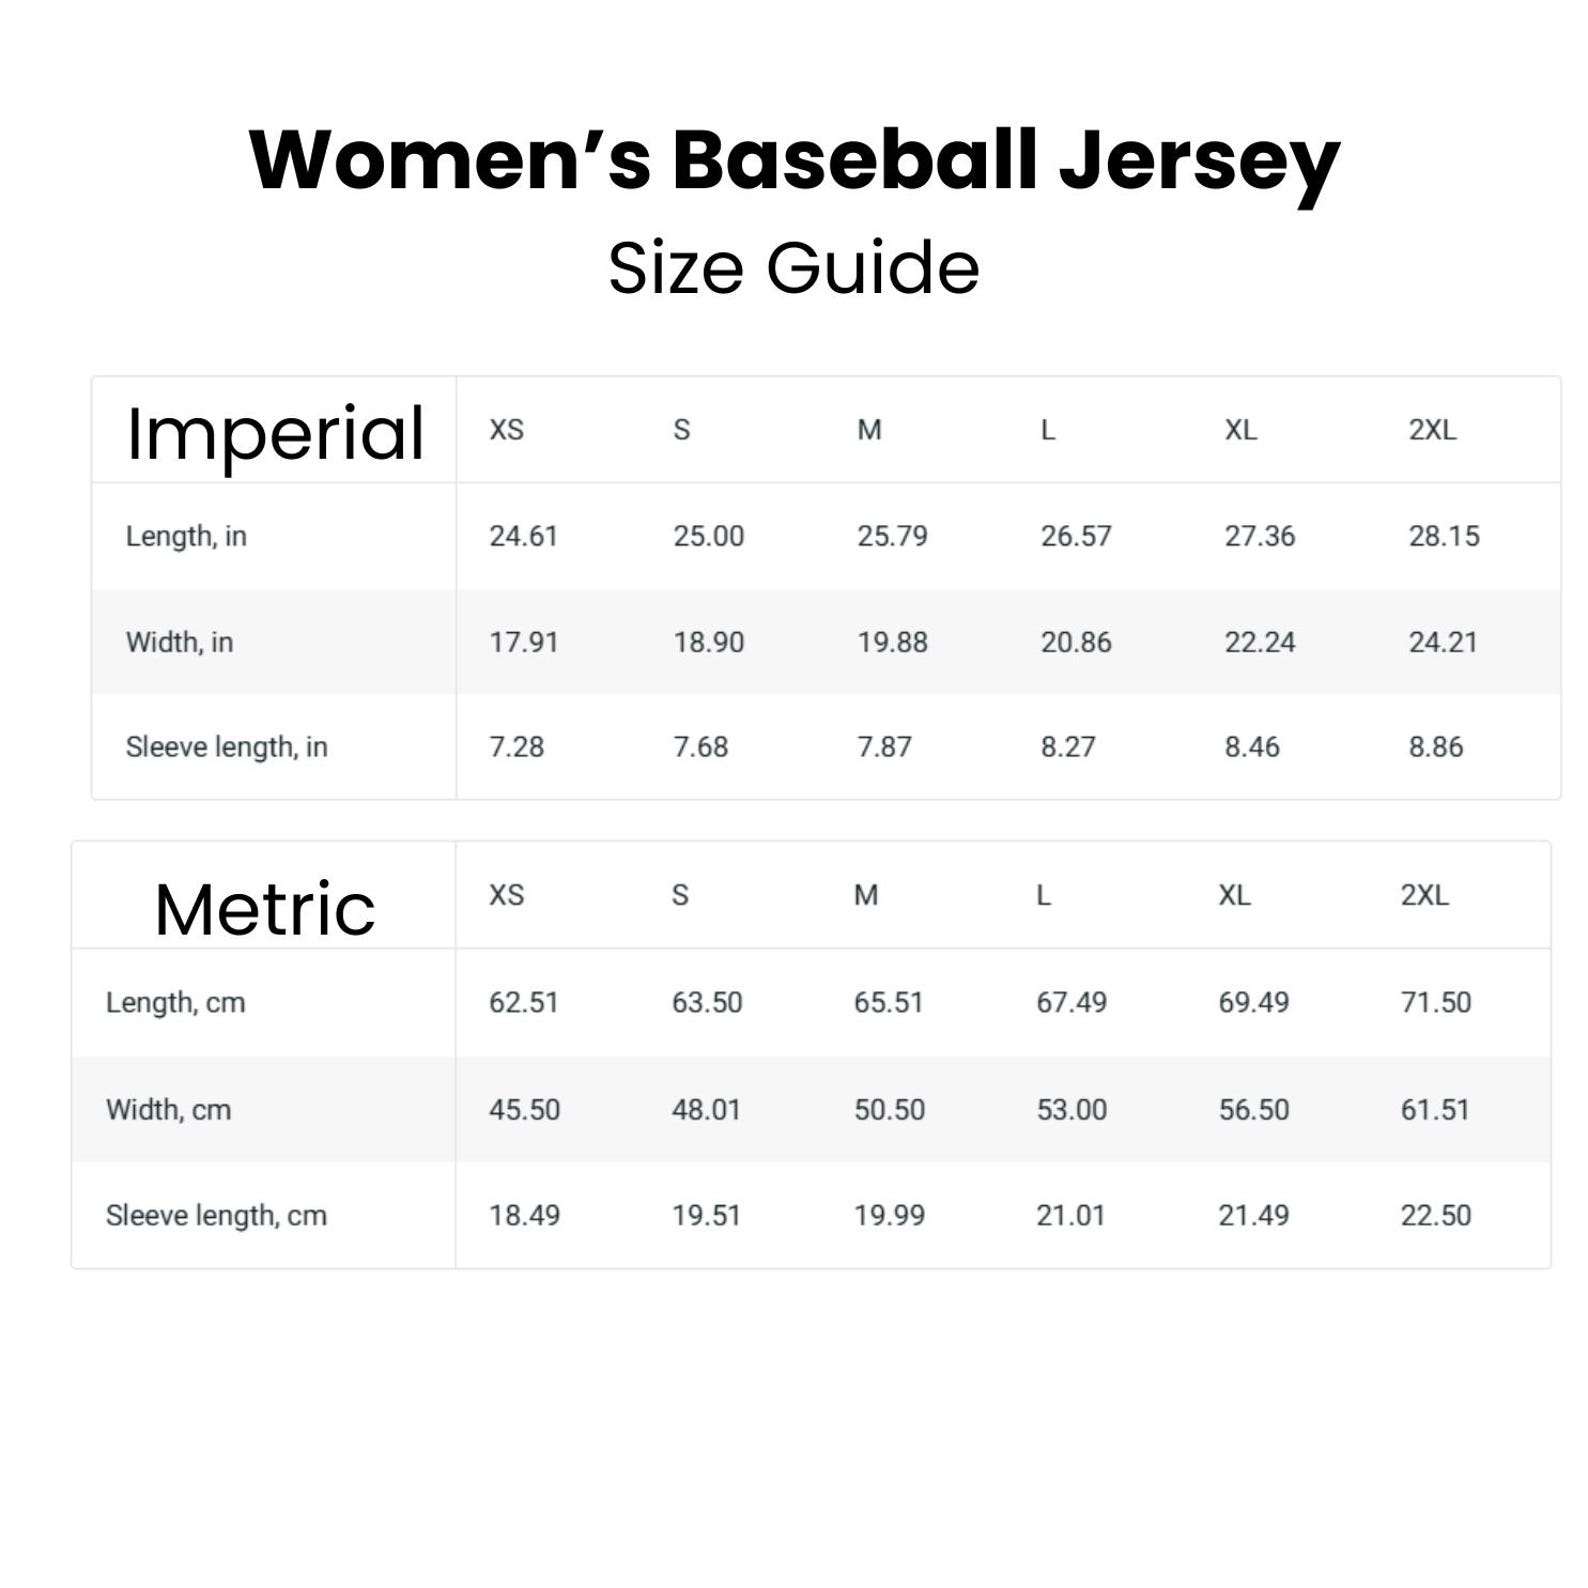 Women’s Baseball Jersey
Size Guide
Imperial XS S M L XL 2XL
Length, in 24.61 25.00 25.79 26.57 27.36 28.15
Width, in 17.91 18.90 19.88 20.86 22.24 24.21
Sleeve length, in 7.28 7.68 7.87 8.27 8.46 8.86
Metric XS S M L XL 2XL
Length, cm 62.51 63.50 65.51 67.49 69.49 71.50
Width, cm 45.50 48.01 50.50 53.00 56.50 61.51
Sleeve length, cm 18.49 19.51 19.99 21.01 21.49 22.50